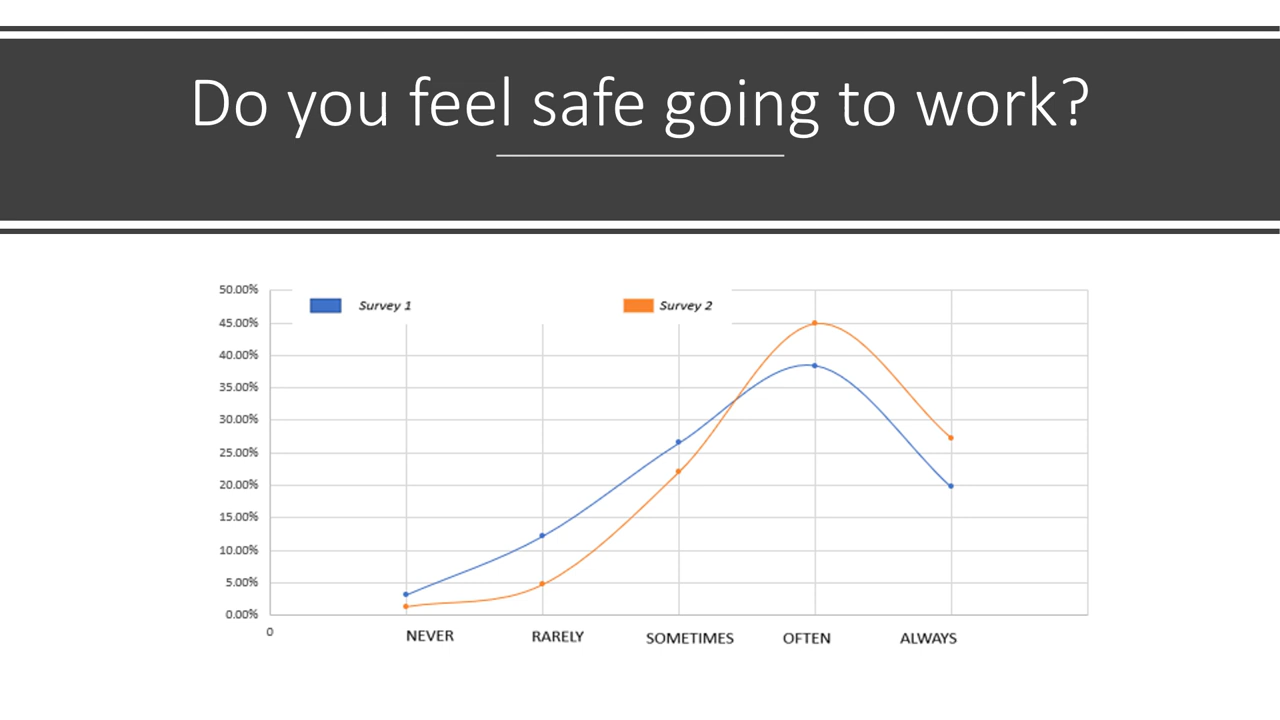 Do you feel safe going to work?
50.00%
Survey 1
Survey 2
45.00%
40.00%
35.00%
30.00%
25.00%
20.00%
15.00%
10.00%
5.00%
0.00%
0
NEVER
RARELY
SOMETIMES
OFTEN
ALWAYS